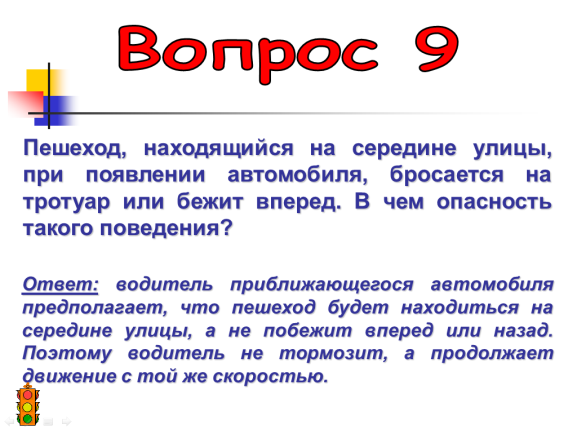 Вопрос 9
Пешеход, находящийся на середине улицы,
при появлении автомобиля, бросается на
тротуар или бежит вперед. В чем опасность
такого поведения?
Ответ: водитель приближающегося автомобиля
предполагает, что пешеход будет находиться на
середине улицы, а не побежит вперед или назад.
Поэтому водитель не тормозит, а продолжает
движение с той же скоростью.